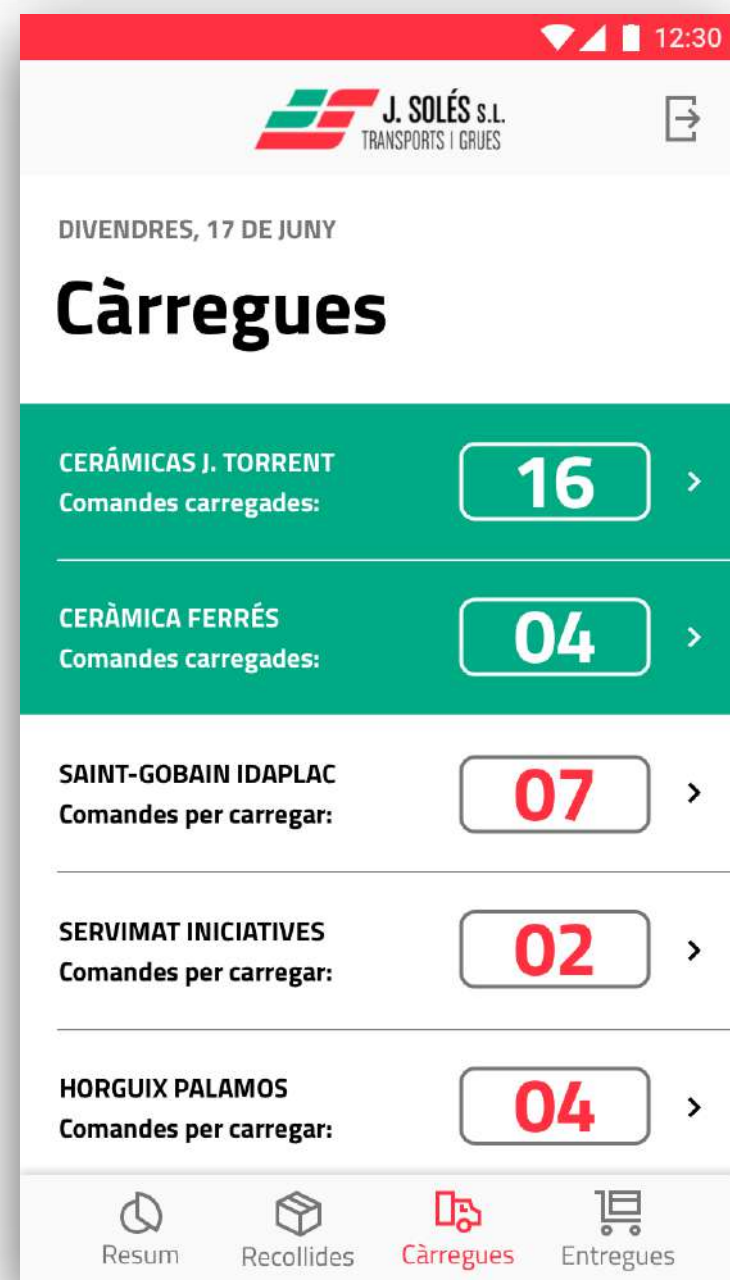 12:30
J. SOLÉS S.L.
TRANSPORTS I GRUES
DIVENDRES, 17 DE JUNY
Càrregues
CERÁMICAS J. TORRENT
Comandes carregades:
16
CERÀMICA FERRÉS
Comandes carregades:
04
SAINT-GOBAIN IDAPLAC
Comandes per carregar:
07
SERVIMAT INICIATIVES
Comandes per carregar:
02
HORGUIX PALAMOS
Comandes per carregar:
04
Resum Recollides Càrregues Entregues